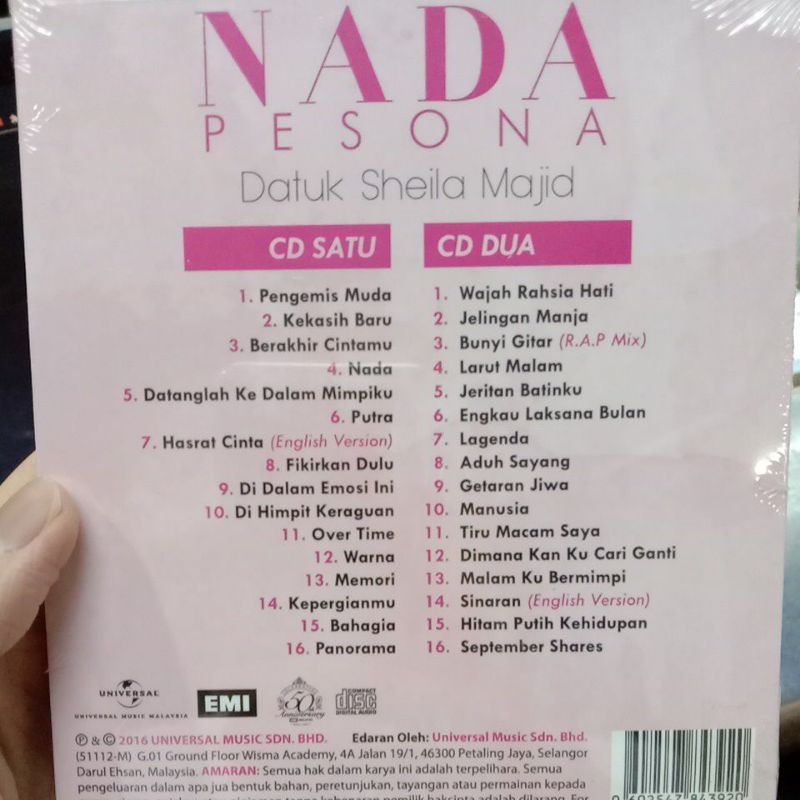 NADA
PESONA
Datuk Sheila Majid
CD SATU
1. Pengemis Muda
2. Kekasih Baru
3. Berakhir Cintamu
4. Nada
5. Datanglah Ke Dalam Mimpiku
6. Putra
7. Hasrat Cinta (English Version)
8. Fikirkan Dulu
9. Di Dalam Emosi Ini
10. Di Himpit Keraguan
11. Over Time
12. Warna
13. Memori
14. Kepergianmu
15. Bahagia
16. Panorama
CD DUA
1. Wajah Rahsia Hati
2. Jelingan Manja
3. Bunyi Gitar (R.A.P Mix)
4. Larut Malam
5. Jeritan Batinku
6. Engkau Laksana Bulan
7. Lagenda
8. Aduh Sayang
9. Getaran Jiwa
10. Manusia
11. Tiru Macam Saya
12. Dimana Kan Ku Cari Ganti
13. Malam Ku Bermimpi
14. Sinaran (English Version)
15. Hitam Putih Kehidupan
16. September Shares
UNIVERSAL
UNIVERSAL MUSIC MALAYSIA
EMI
50
Anniversary
COMPACT
disc
DIGITAL AUDIO
℗ & © 2016 UNIVERSAL MUSIC SDN. BHD. Edaran Oleh: Universal Music Sdn. Bhd.
(51112-M) G.01 Ground Floor Wisma Academy, 4A Jalan 19/1, 46300 Petaling Jaya, Selangor
Darul Ehsan, Malaysia. AMARAN: Semua hak dalam karya ini adalah terpelihara. Semua
pengeluaran dalam apa jua bentuk bahan, peretunjukan, tayangan atau permainan kepada
0 602547 843920